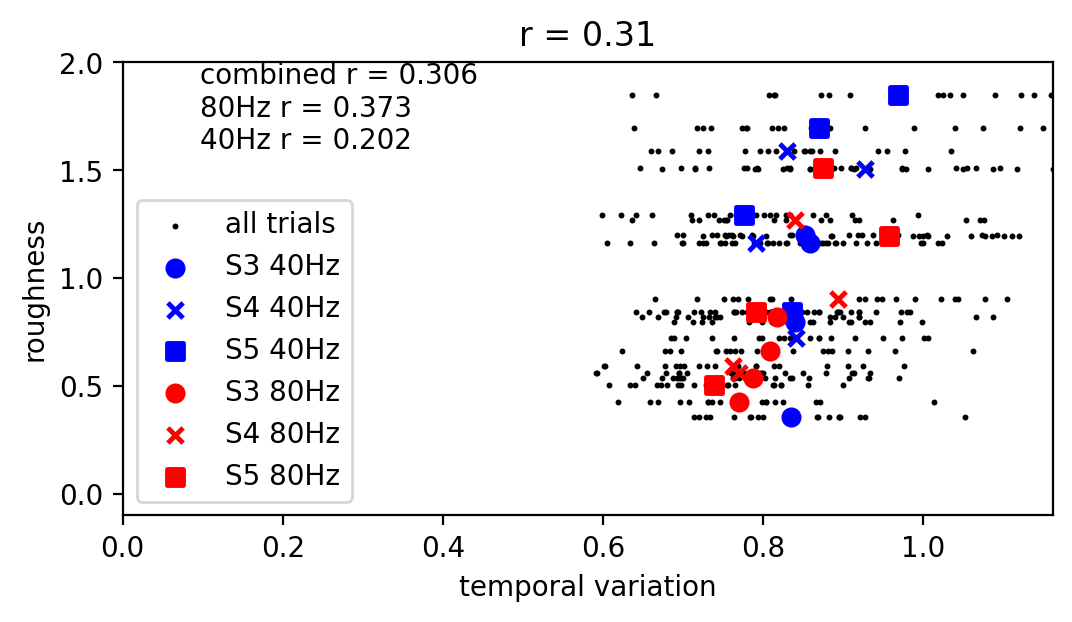 r = 0.31
combined r = 0.306
80Hz r = 0.373
40Hz r = 0.202
2.0
1.5
1.0
0.5
0.0
roughness
all trials
S3 40Hz
S4 40Hz
S5 40Hz
S3 80Hz
S4 80Hz
S5 80Hz
0.0 0.2 0.4 0.6 0.8 1.0
temporal variation